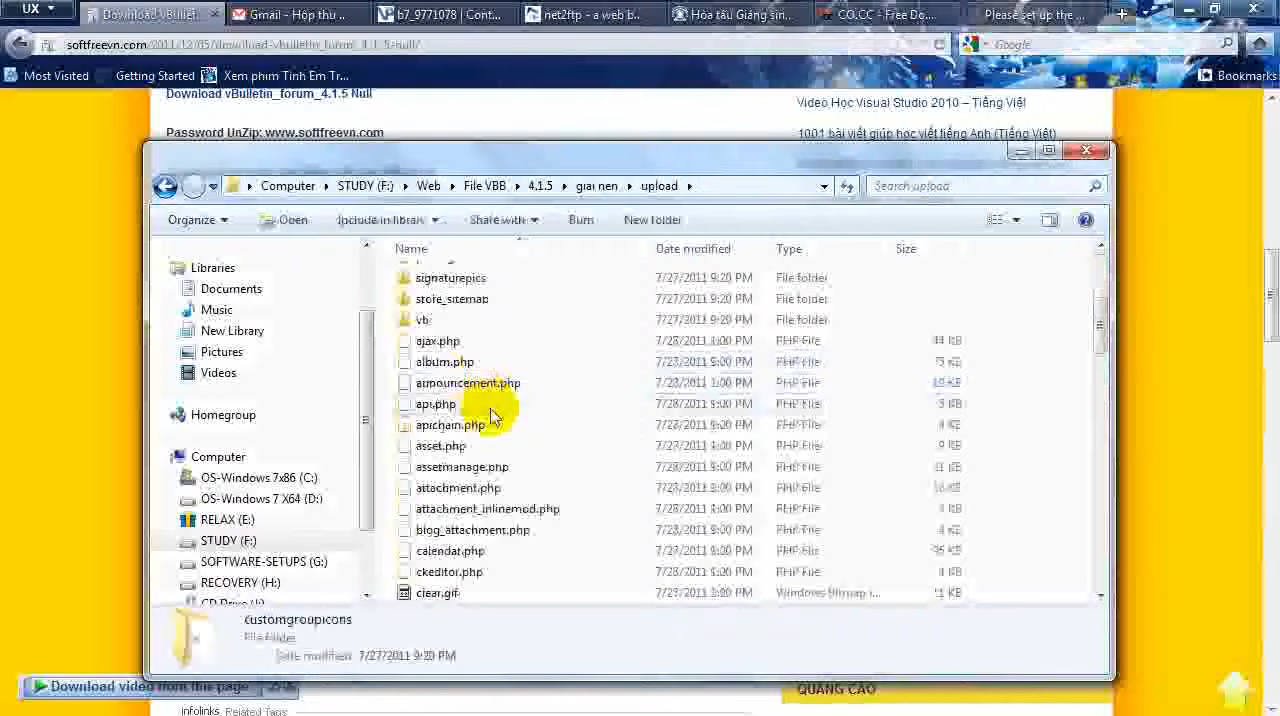 UX
Download vBullet...
Gmail - Hộp thư ...
b7_9771078 | Cont...
net2ftp - a web b...
Hòa tấu Giáng sin...
CO.CC - Free Do...
Please set up the ...
softfreevn.com/2011/12/05/download-vbulletin_forum_4.1.5-null/
Google
Most Visited
Getting Started
Xem phim Tinh Em Tr...
Bookmarks
Download vBulletin_forum_4.1.5 Null
Video Học Visual Studio 2010 – Tiếng Việt
Password UnZip: www.softfreevn.com
1001 bài viết giúp học viết tiếng Anh (Tiếng Việt)
Computer
STUDY (F:)
Web
File VBB
4.1.5
giai nen
upload
Search upload
Organize
Open
Include in library
Share with
Burn
New folder
Name
Date modified
Type
Size
Libraries
Documents
Music
New Library
Pictures
Videos
Homegroup
Computer
OS-Windows 7x86 (C:)
OS-Windows 7 X64 (D:)
RELAX (E:)
STUDY (F:)
SOFTWARE-SETUPS (G:)
RECOVERY (H:)
signaturepics 7/27/2011 9:20 PM File folder
store_sitemap 7/27/2011 9:20 PM File folder
vb 7/27/2011 9:20 PM File folder
ajax.php PHP File
album.php PHP File
announcement.php PHP File
api.php PHP File
apichain.php PHP File
asset.php PHP File
assetmanage.php PHP File
attachment.php PHP File
attachment_inlinemod.php PHP File
blog_attachment.php PHP File
calendar.php PHP File
ckeditor.php PHP File
clear.gif Windows Bitmap i...
customgroupicons
File folder
Date modified 7/27/2011 9:20 PM
Download video from this page
QUẢNG CÁO
infolinks Related Tags